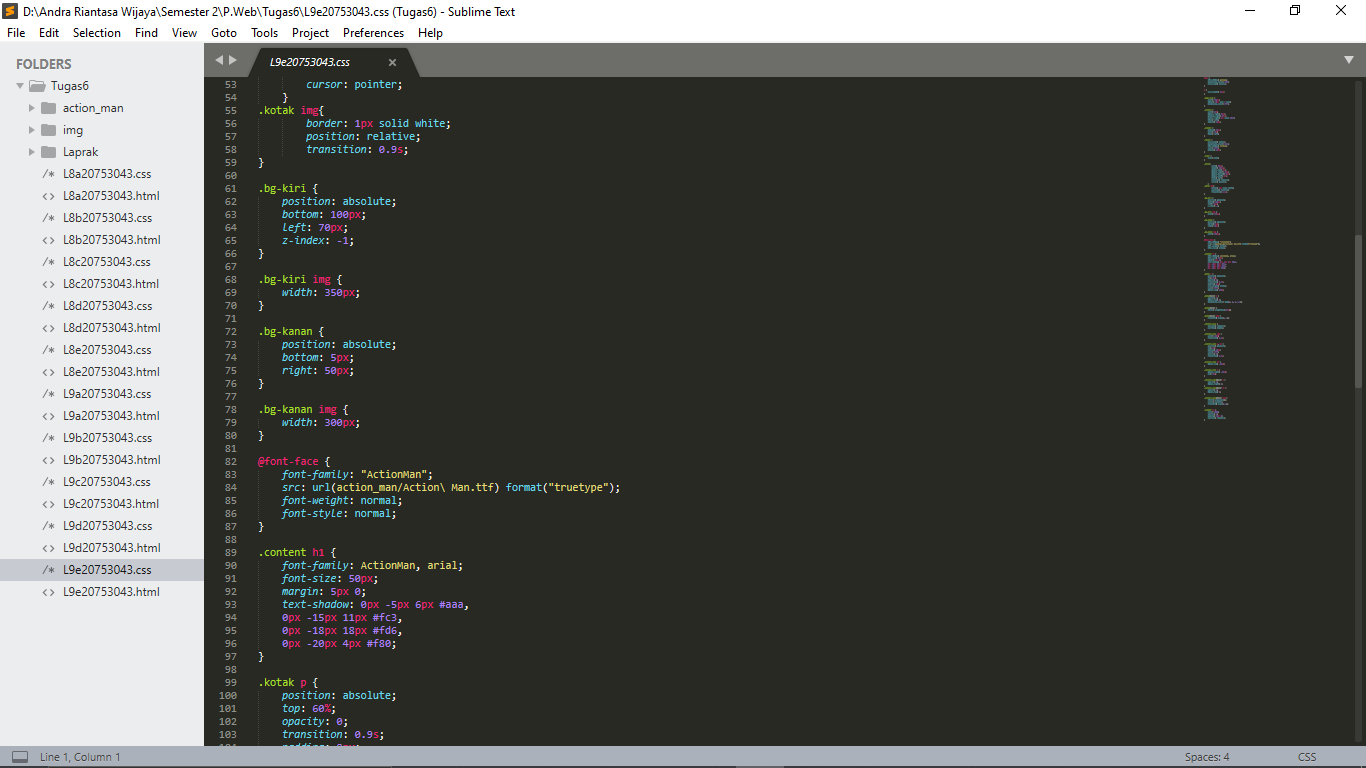 D:\Andra Riantasa Wijaya\Semester 2\P.Web\Tugas6\L9e20753043.css (Tugas6) - Sublime Text
File Edit Selection Find View Goto Tools Project Preferences Help
FOLDERS
Tugas6
action_man
img
Laprak
/* L8a20753043.css
<> L8a20753043.html
/* L8b20753043.css
<> L8b20753043.html
/* L8c20753043.css
<> L8c20753043.html
/* L8d20753043.css
<> L8d20753043.html
/* L8e20753043.css
<> L8e20753043.html
/* L9a20753043.css
<> L9a20753043.html
/* L9b20753043.css
<> L9b20753043.html
/* L9c20753043.css
<> L9c20753043.html
/* L9d20753043.css
<> L9d20753043.html
/* L9e20753043.css
<> L9e20753043.html
L9e20753043.css
53 cursor: pointer;
54 }
55 .kotak img{
56 border: 1px solid white;
57 position: relative;
58 transition: 0.9s;
59 }
60
61 .bg-kiri {
62 position: absolute;
63 bottom: 100px;
64 left: 70px;
65 z-index: -1;
66 }
67
68 .bg-kiri img {
69 width: 350px;
70 }
71
72 .bg-kanan {
73 position: absolute;
74 bottom: 5px;
75 right: 50px;
76 }
77
78 .bg-kanan img {
79 width: 300px;
80 }
81
82 @font-face {
83 font-family: "ActionMan";
84 src: url(action_man/Action\ Man.ttf) format("truetype");
85 font-weight: normal;
86 font-style: normal;
87 }
88
89 .content h1 {
90 font-family: ActionMan, arial;
91 font-size: 50px;
92 margin: 5px 0;
93 text-shadow: 0px -5px 6px #aaa,
94 0px -15px 11px #fc3,
95 0px -18px 18px #fd6,
96 0px -20px 4px #f80;
97 }
98
99 .kotak p {
100 position: absolute;
101 top: 60%;
102 opacity: 0;
103 transition: 0.9s;
Line 1, Column 1
Spaces: 4
CSS